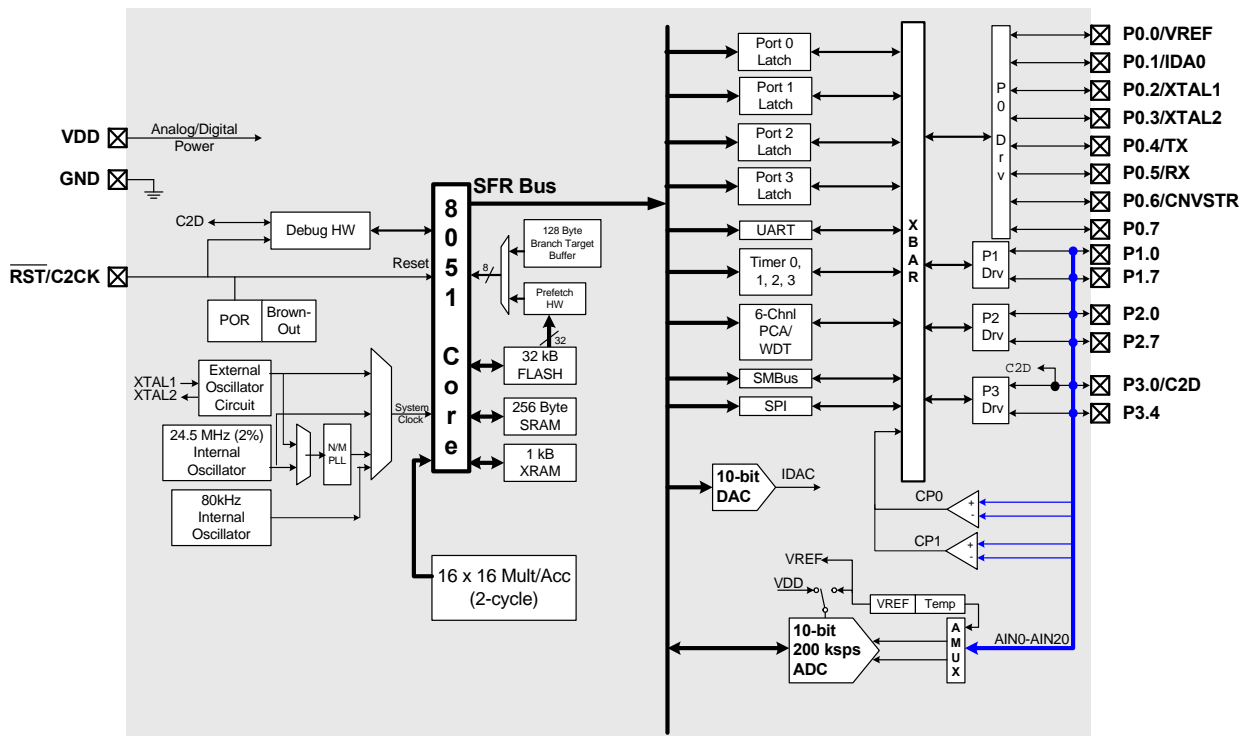 VDD
Analog/Digital
Power
GND
C2D
Debug HW
RST/C2CK
Reset
POR
Brown-
Out
XTAL1
XTAL2
External
Oscillator
Circuit
24.5 MHz (2%)
Internal
Oscillator
N/M
PLL
80kHz
Internal
Oscillator
System
Clock
8051 Core
SFR Bus
128 Byte
Branch Target
Buffer
8
Prefetch
HW
32
32 kB
FLASH
256 Byte
SRAM
1 kB
XRAM
16 x 16 Mult/Acc
(2-cycle)
Port 0
Latch
Port 1
Latch
Port 2
Latch
Port 3
Latch
UART
Timer 0,
1, 2, 3
6-Chnl
PCA/
WDT
SMBus
SPI
10-bit
DAC
IDAC
XBAR
P0 Drv
P1
Drv
P2
Drv
P3
Drv
C2D
P0.0/VREF
P0.1/IDA0
P0.2/XTAL1
P0.3/XTAL2
P0.4/TX
P0.5/RX
P0.6/CNVSTR
P0.7
P1.0
P1.7
P2.0
P2.7
P3.0/C2D
P3.4
CP0
+
-
CP1
+
-
VREF
VDD
VREF
Temp
10-bit
200 ksps
ADC
AMUX
AIN0-AIN20